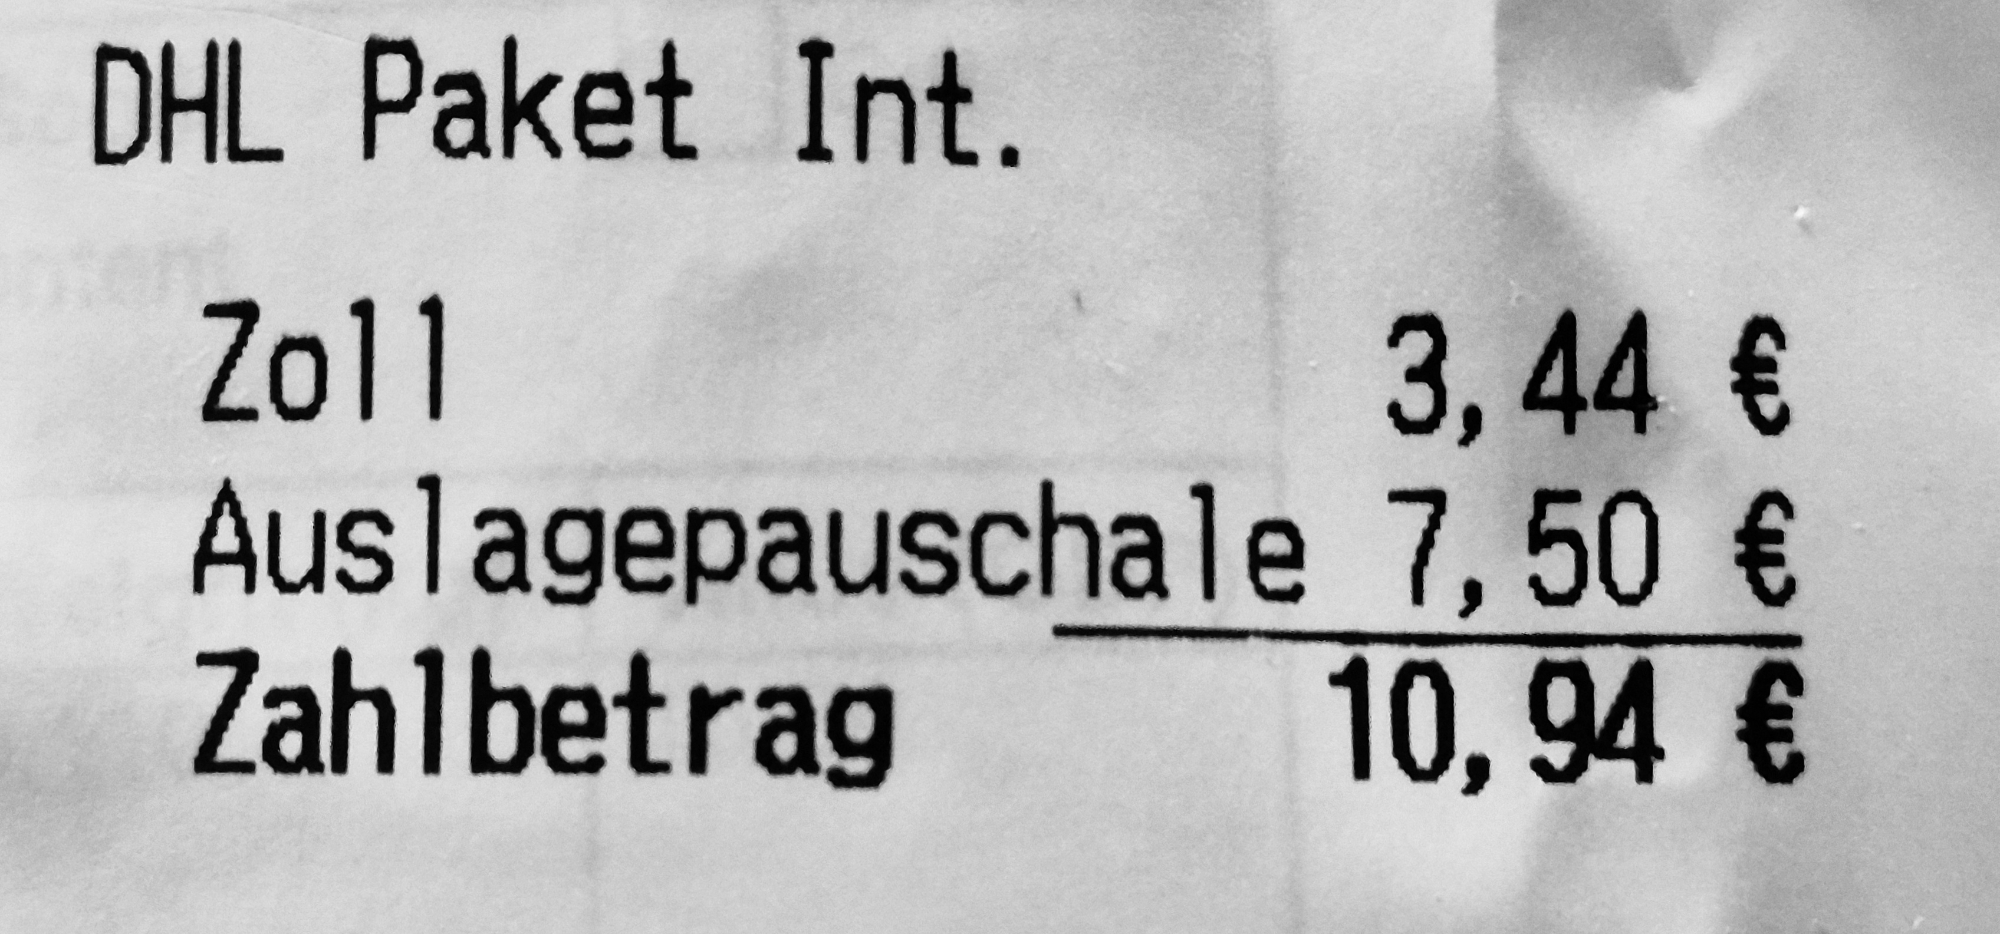 DHL Paket Int.
Zoll 3,44 €
Auslagepauschale 7,50 €
Zahlbetrag 10,94 €